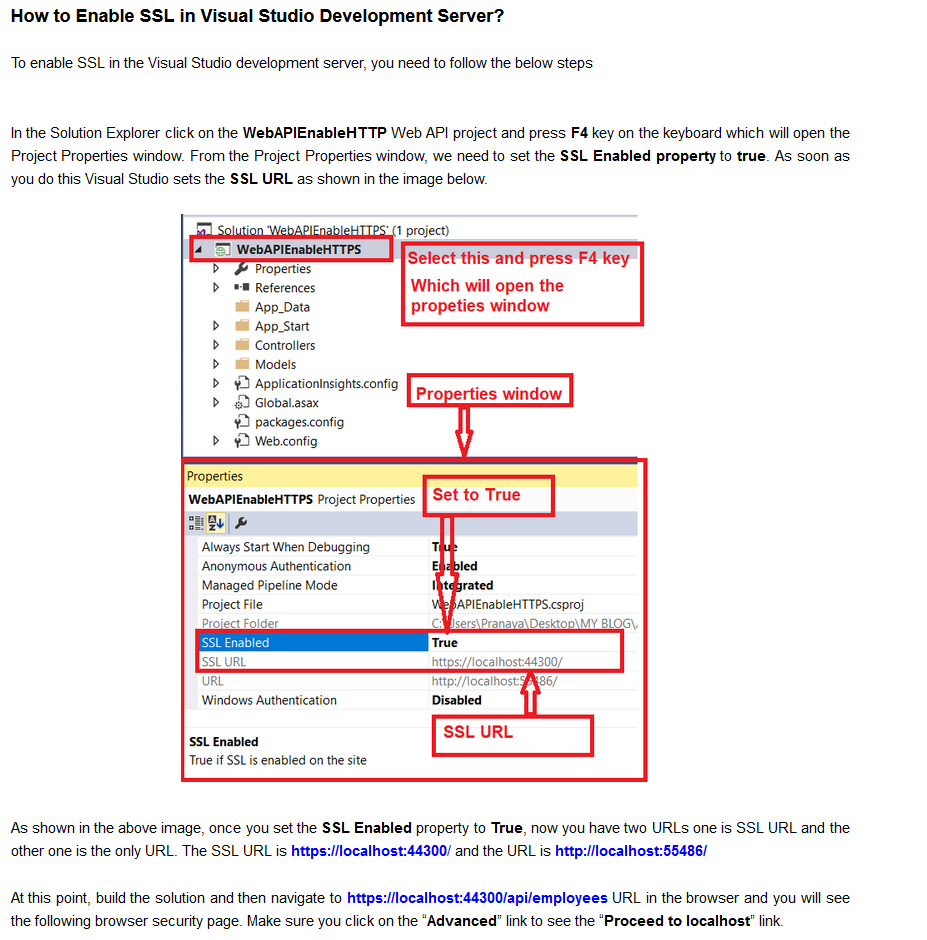 How to Enable SSL in Visual Studio Development Server?
To enable SSL in the Visual Studio development server, you need to follow the below steps
In the Solution Explorer click on the WebAPIEnableHTTP Web API project and press F4 key on the keyboard which will open the
Project Properties window. From the Project Properties window, we need to set the SSL Enabled property to true. As soon as
you do this Visual Studio sets the SSL URL as shown in the image below.
Solution 'WebAPIEnableHTTPS' (1 project)
WebAPIEnableHTTPS
Select this and press F4 key
Which will open the
propeties window
Properties
References
App_Data
App_Start
Controllers
Models
ApplicationInsights.config
Global.asax
packages.config
Web.config
Properties window
Properties
WebAPIEnableHTTPS Project Properties
Set to True
Always Start When Debugging True
Anonymous Authentication Enabled
Managed Pipeline Mode Integrated
Project File WebAPIEnableHTTPS.csproj
Project Folder C:\Users\Pranaya\Desktop\MY BLOG\
SSL Enabled True
SSL URL https://localhost:44300/
URL http://localhost:55486/
Windows Authentication Disabled
SSL URL
SSL Enabled
True if SSL is enabled on the site
As shown in the above image, once you set the SSL Enabled property to True, now you have two URLs one is SSL URL and the
other one is the only URL. The SSL URL is https://localhost:44300/ and the URL is http://localhost:55486/
At this point, build the solution and then navigate to https://localhost:44300/api/employees URL in the browser and you will see
the following browser security page. Make sure you click on the “Advanced” link to see the “Proceed to localhost” link.